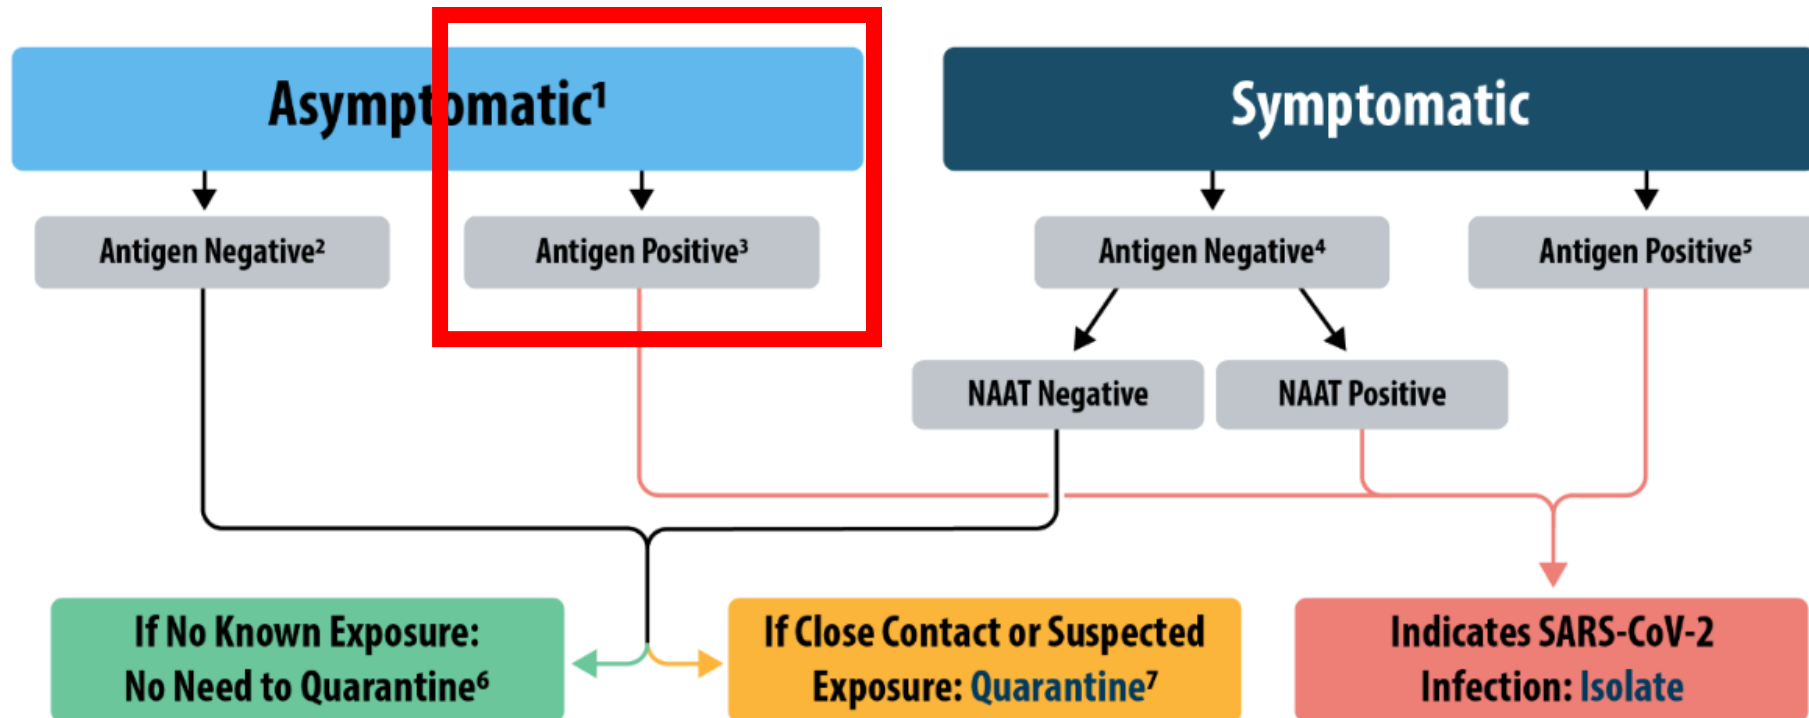 Asymptomatic¹
Symptomatic
Antigen Negative²
Antigen Positive³
Antigen Negative⁴
Antigen Positive⁵
NAAT Negative
NAAT Positive
If No Known Exposure:
No Need to Quarantine⁶
If Close Contact or Suspected
Exposure: Quarantine⁷
Indicates SARS-CoV-2
Infection: Isolate